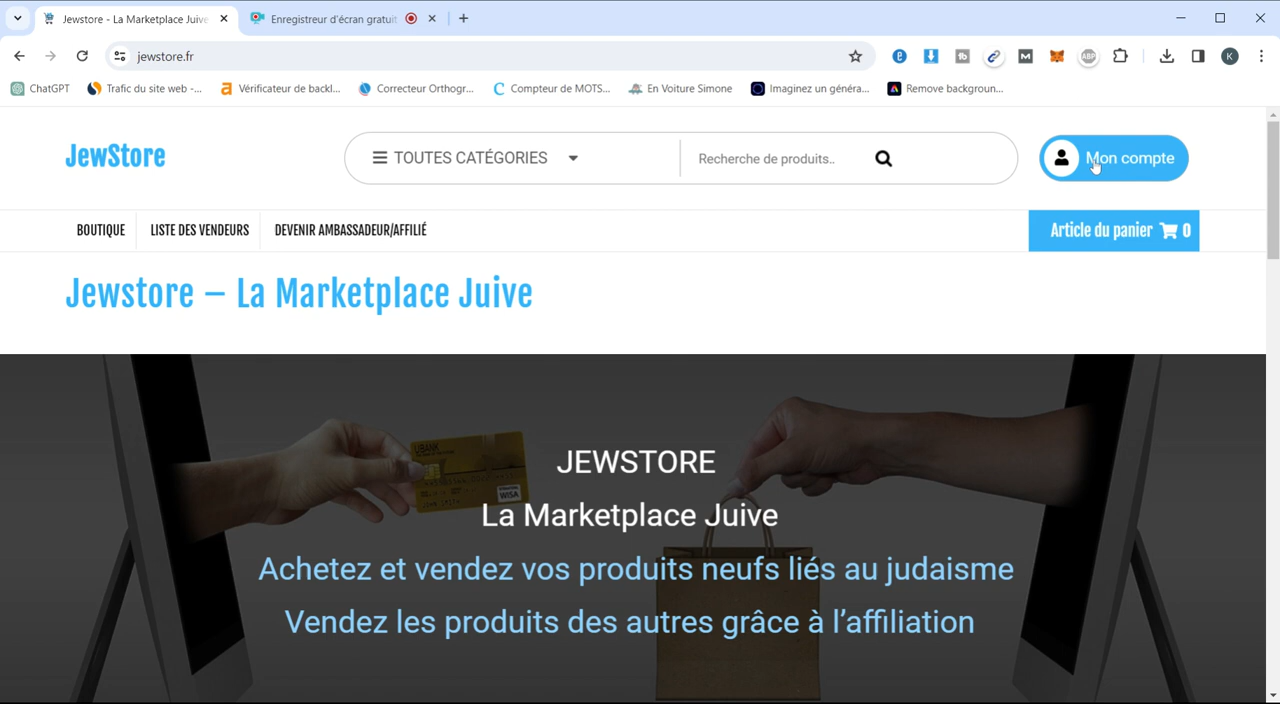 Jewstore - La Marketplace Juive
Enregistreur d'écran gratuit
jewstore.fr
K
ChatGPT
Trafic du site web -...
Vérificateur de backl...
Correcteur Orthogr...
Compteur de MOTS...
En Voiture Simone
Imaginez un généra...
Remove backgroun...
JewStore
TOUTES CATÉGORIES
Recherche de produits..
Mon compte
BOUTIQUE
LISTE DES VENDEURS
DEVENIR AMBASSADEUR/AFFILIÉ
Article du panier 0
Jewstore – La Marketplace Juive
JEWSTORE
La Marketplace Juive
Achetez et vendez vos produits neufs liés au judaisme
Vendez les produits des autres grâce à l'affiliation
VISA